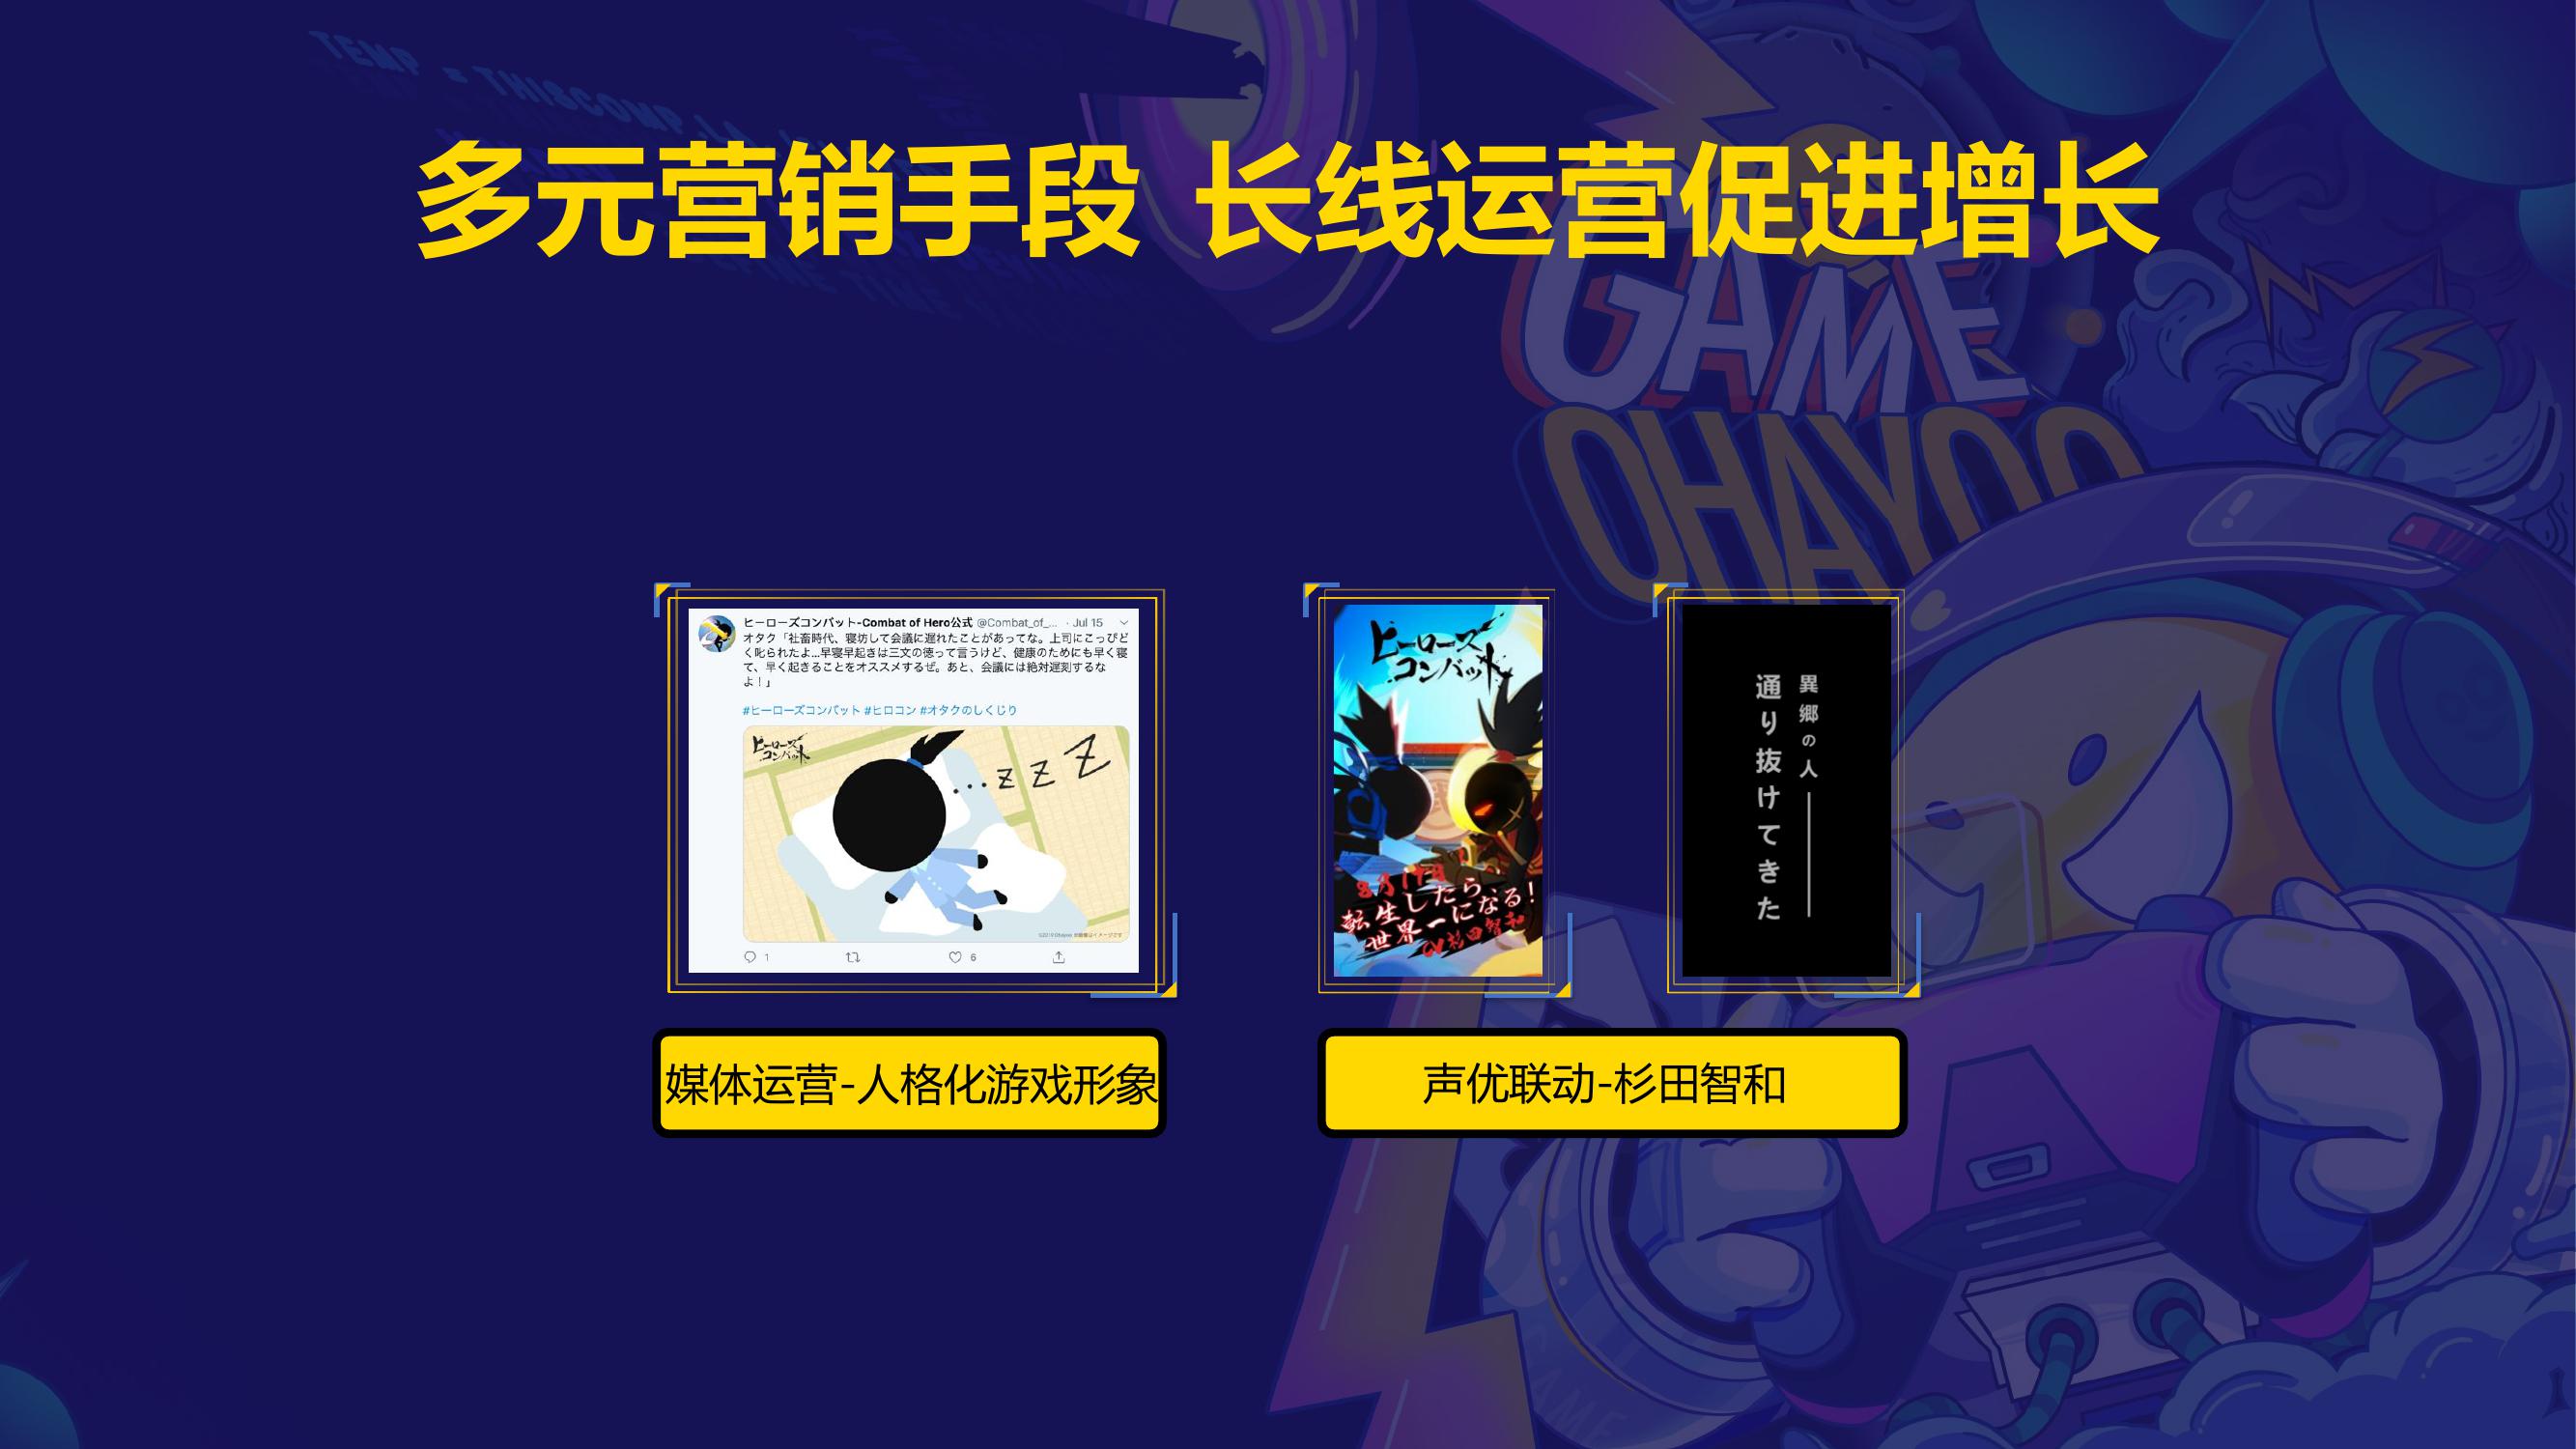 多元营销手段 长线运营促进增长
GAME
OHAYOO
ヒーローズコンバット-Combat of Hero公式 @Combat_of_... · Jul 15
オタク「社畜時代、寝坊して会議に遅れたことがあってな。上司にこっぴど
く叱られたよ...早寝早起きは三文の徳って言うけど、健康のためにも早く寝
て、早く起きることをオススメするぜ。あと、会議には絶対遅刻するな
よ！」
#ヒーローズコンバット #ヒロコン #オタクのしくじり
ヒーローズ
コンバット
...z z Z
1
6
ヒーローズ
コンバット
転生したら
世界一になる！
CV杉田智和
異郷の人
通り抜けてきた
媒体运营-人格化游戏形象
声优联动-杉田智和